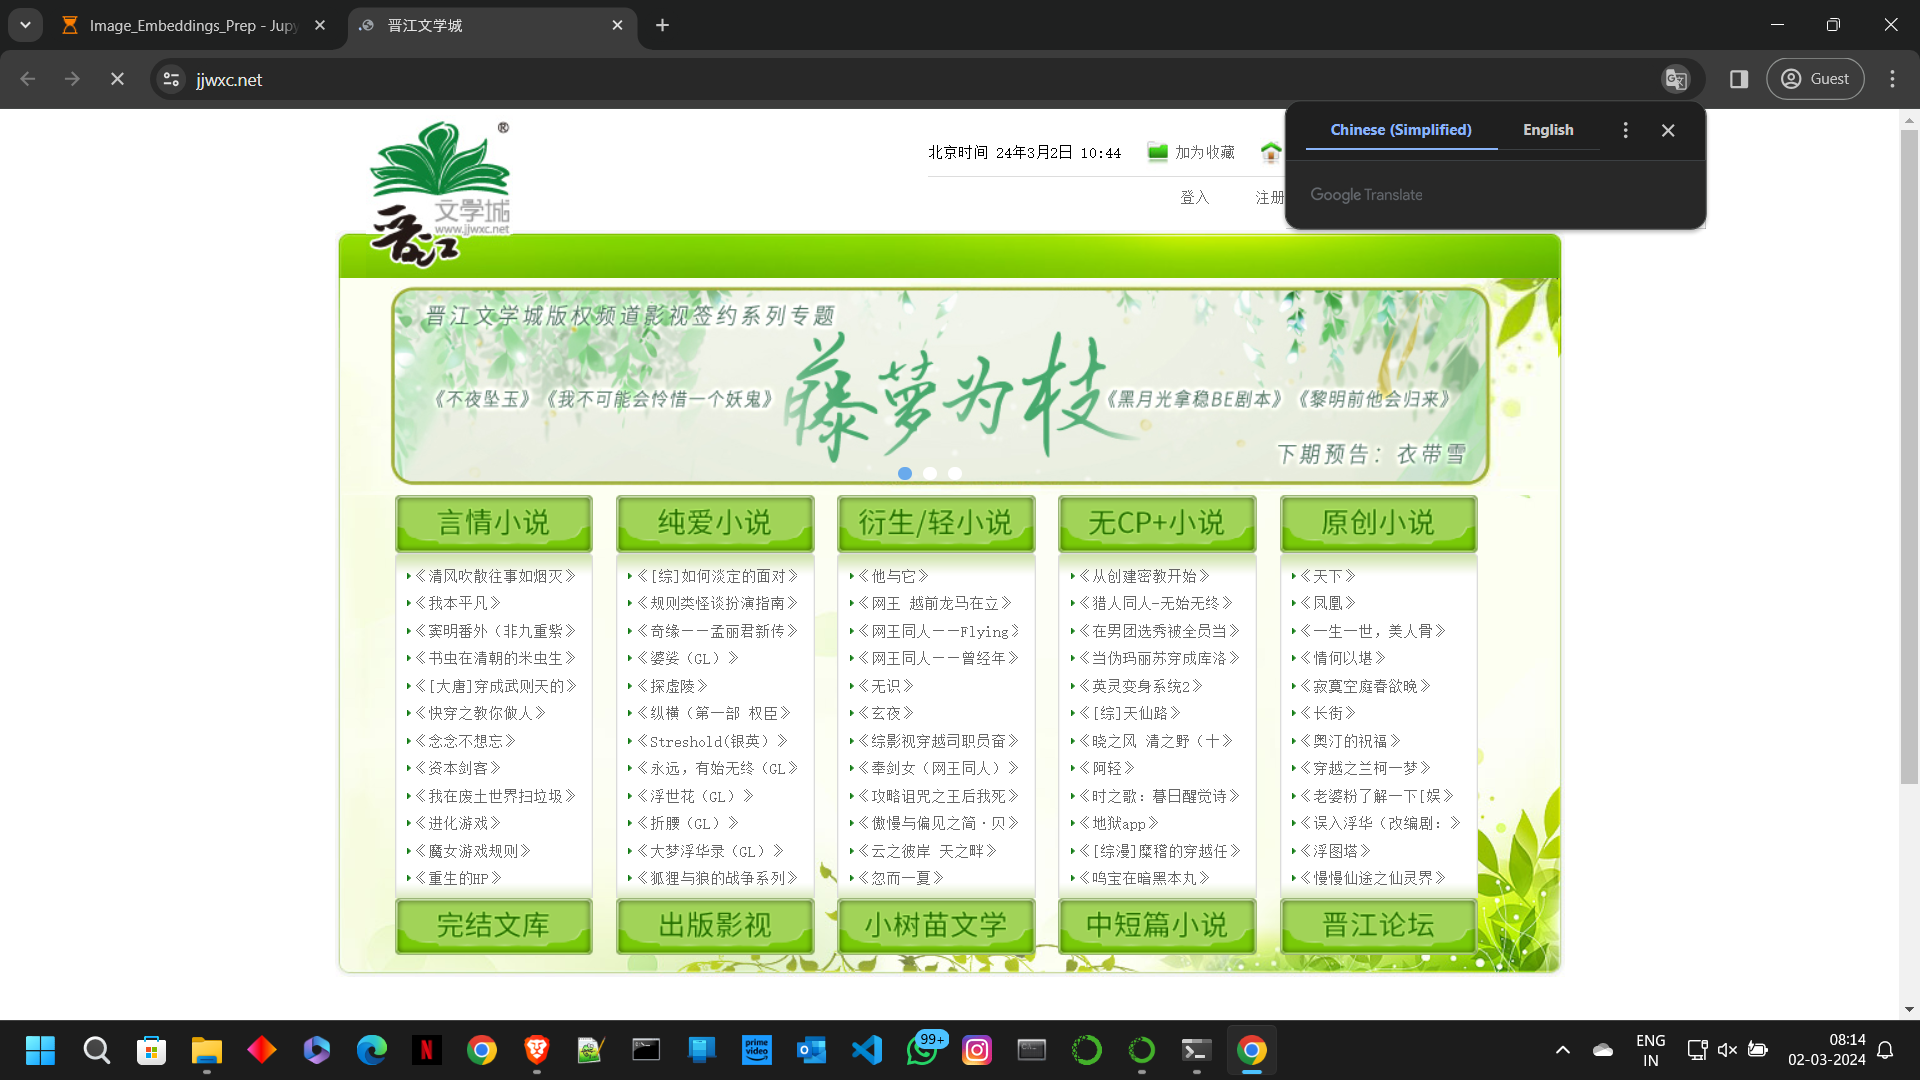 Image_Embeddings_Prep - Jupy
晋江文学城
jjwxc.net
Guest
Chinese (Simplified)
English
Google Translate
®
文学城
www.jjwxc.net
晋江
北京时间 24年3月2日 10:44
加为收藏
登入
注册
晋江文学城版权频道影视签约系列专题
藤萝为枝
《不夜坠玉》《我不可能会怜惜一个妖鬼》
《黑月光拿稳BE剧本》《黎明前他会归来》
下期预告：衣带雪
言情小说
《清风吹散往事如烟灭》
《我本平凡》
《窦明番外（非九重紫》
《书虫在清朝的米虫生》
《[大唐]穿成武则天的》
《快穿之教你做人》
《念念不想忘》
《资本剑客》
《我在废土世界扫垃圾》
《进化游戏》
《魔女游戏规则》
《重生的HP》
完结文库
纯爱小说
《[综]如何淡定的面对》
《规则类怪谈扮演指南》
《奇缘——孟丽君新传》
《婆娑（GL）》
《探虚陵》
《纵横（第一部 权臣》
《Streshold(银英）》
《永远，有始无终（GL》
《浮世花（GL）》
《折腰（GL）》
《大梦浮华录（GL）》
《狐狸与狼的战争系列》
出版影视
衍生/轻小说
《他与它》
《网王 越前龙马在立》
《网王同人——Flying》
《网王同人——曾经年》
《无识》
《玄夜》
《综影视穿越司职员奋》
《奉剑女（网王同人）》
《攻略诅咒之王后我死》
《傲慢与偏见之简·贝》
《云之彼岸 天之畔》
《忽而一夏》
小树苗文学
无CP+小说
《从创建密教开始》
《猎人同人-无始无终》
《在男团选秀被全员当》
《当伪玛丽苏穿成库洛》
《英灵变身系统2》
《[综]天仙路》
《晓之风 清之野（十》
《阿轻》
《时之歌：暮日醒觉诗》
《地狱app》
《[综漫]糜稽的穿越任》
《呜宝在暗黑本丸》
中短篇小说
原创小说
《天下》
《凤凰》
《一生一世，美人骨》
《情何以堪》
《寂寞空庭春欲晚》
《长街》
《奥汀的祝福》
《穿越之兰柯一梦》
《老婆粉了解一下[娱》
《误入浮华（改编剧：》
《浮图塔》
《慢慢仙途之仙灵界》
晋江论坛
prime video
99+
ENG
IN
08:14
02-03-2024